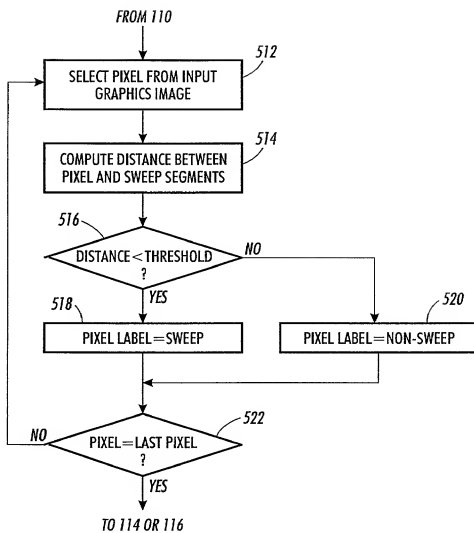 FROM 110
512
SELECT PIXEL FROM INPUT
GRAPHICS IMAGE
514
COMPUTE DISTANCE BETWEEN
PIXEL AND SWEEP SEGMENTS
516
DISTANCE<THRESHOLD
?
NO
YES
518
PIXEL LABEL=SWEEP
520
PIXEL LABEL=NON-SWEEP
522
NO
PIXEL=LAST PIXEL
?
YES
TO 114 OR 116